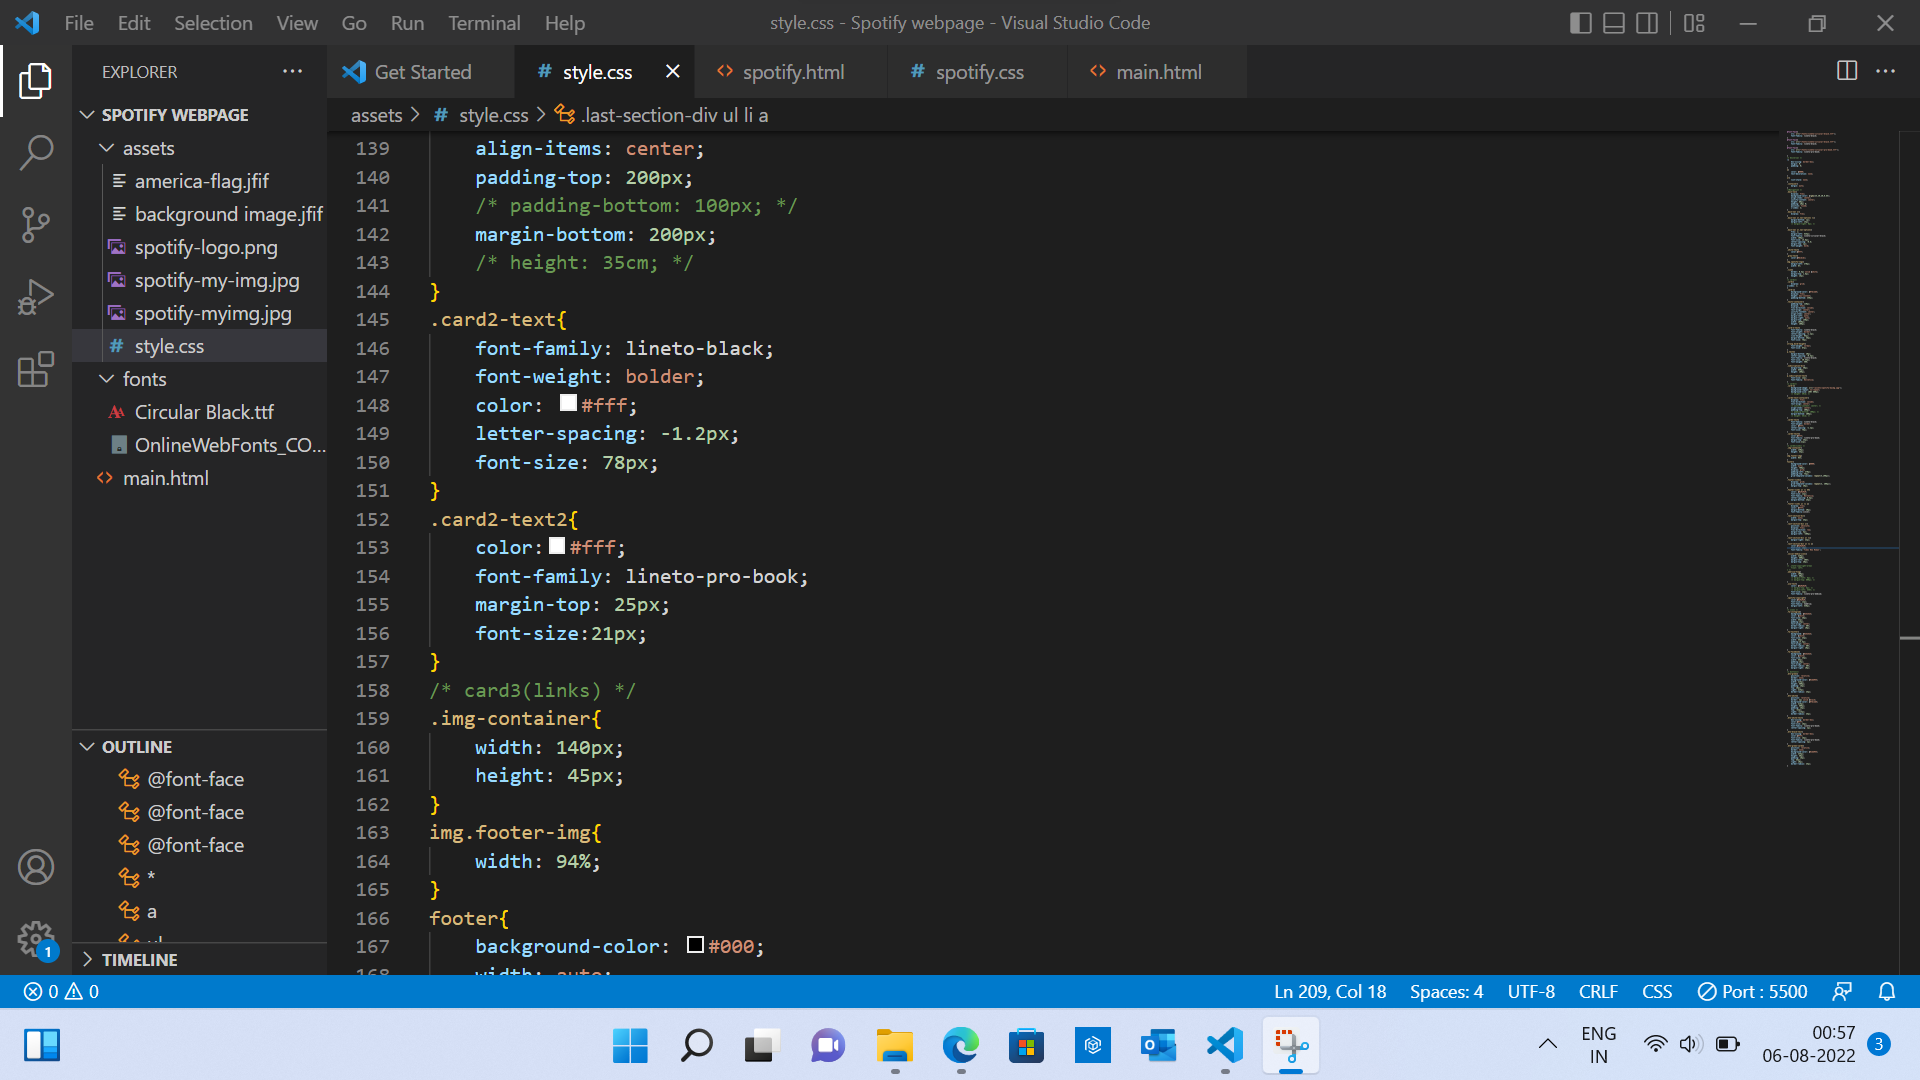 File Edit Selection View Go Run Terminal Help
style.css - Spotify webpage - Visual Studio Code
EXPLORER
Get Started
style.css
spotify.html
spotify.css
main.html
SPOTIFY WEBPAGE
assets
america-flag.jfif
background image.jfif
spotify-logo.png
spotify-my-img.jpg
spotify-myimg.jpg
style.css
fonts
Circular Black.ttf
OnlineWebFonts_CO...
main.html
OUTLINE
@font-face
@font-face
@font-face
*
a
ul
TIMELINE
assets > # style.css > .last-section-div ul li a
139 align-items: center;
140 padding-top: 200px;
141 /* padding-bottom: 100px; */
142 margin-bottom: 200px;
143 /* height: 35cm; */
144 }
145 .card2-text{
146 font-family: lineto-black;
147 font-weight: bolder;
148 color: #fff;
149 letter-spacing: -1.2px;
150 font-size: 78px;
151 }
152 .card2-text2{
153 color: #fff;
154 font-family: lineto-pro-book;
155 margin-top: 25px;
156 font-size:21px;
157 }
158 /* card3(links) */
159 .img-container{
160 width: 140px;
161 height: 45px;
162 }
163 img.footer-img{
164 width: 94%;
165 }
166 footer{
167 background-color: #000;
168 width: auto;
0 0
Ln 209, Col 18 Spaces: 4 UTF-8 CRLF CSS Port : 5500
1
ENG
IN
00:57
06-08-2022
3